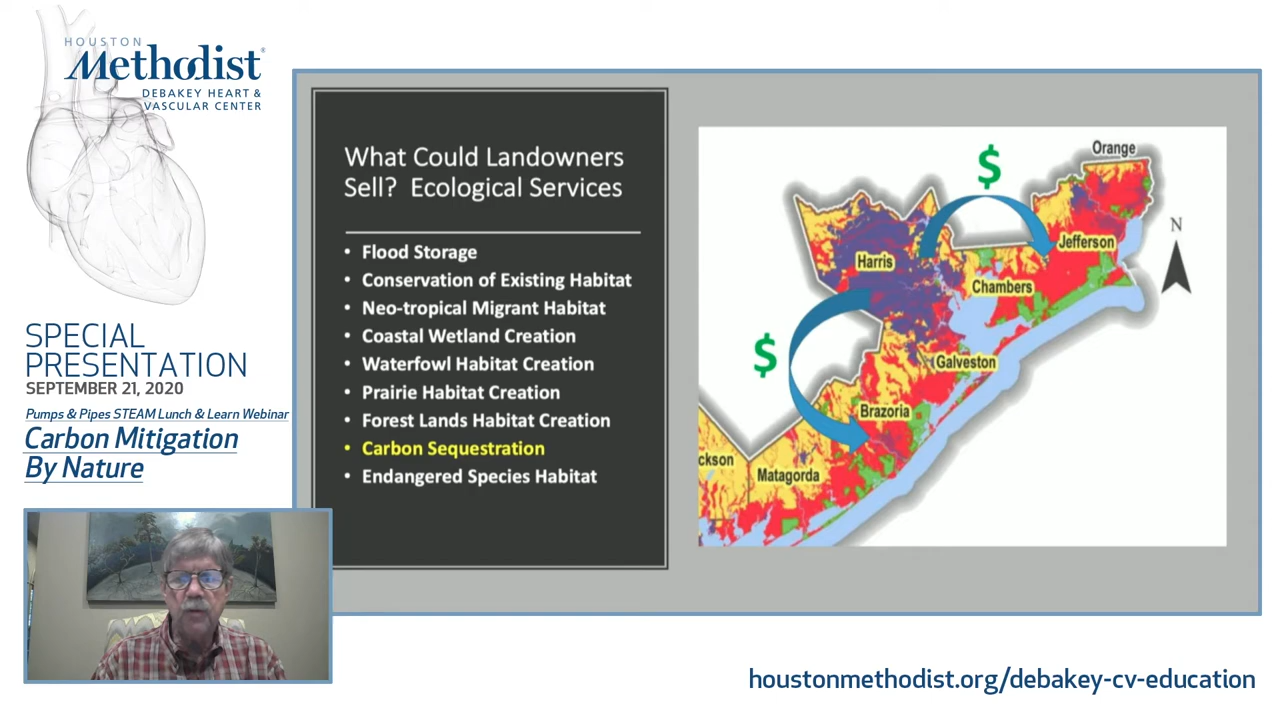 HOUSTON
Methodist
DEBAKEY HEART &
VASCULAR CENTER
SPECIAL
PRESENTATION
SEPTEMBER 21, 2020
Pumps & Pipes STEAM Lunch & Learn Webinar
Carbon Mitigation
By Nature
What Could Landowners
Sell? Ecological Services
• Flood Storage
• Conservation of Existing Habitat
• Neo-tropical Migrant Habitat
• Coastal Wetland Creation
• Waterfowl Habitat Creation
• Prairie Habitat Creation
• Forest Lands Habitat Creation
• Carbon Sequestration
• Endangered Species Habitat
Orange
$
N
Jefferson
Harris
Chambers
$
Galveston
Brazoria
ckson
Matagorda
houstonmethodist.org/debakey-cv-education